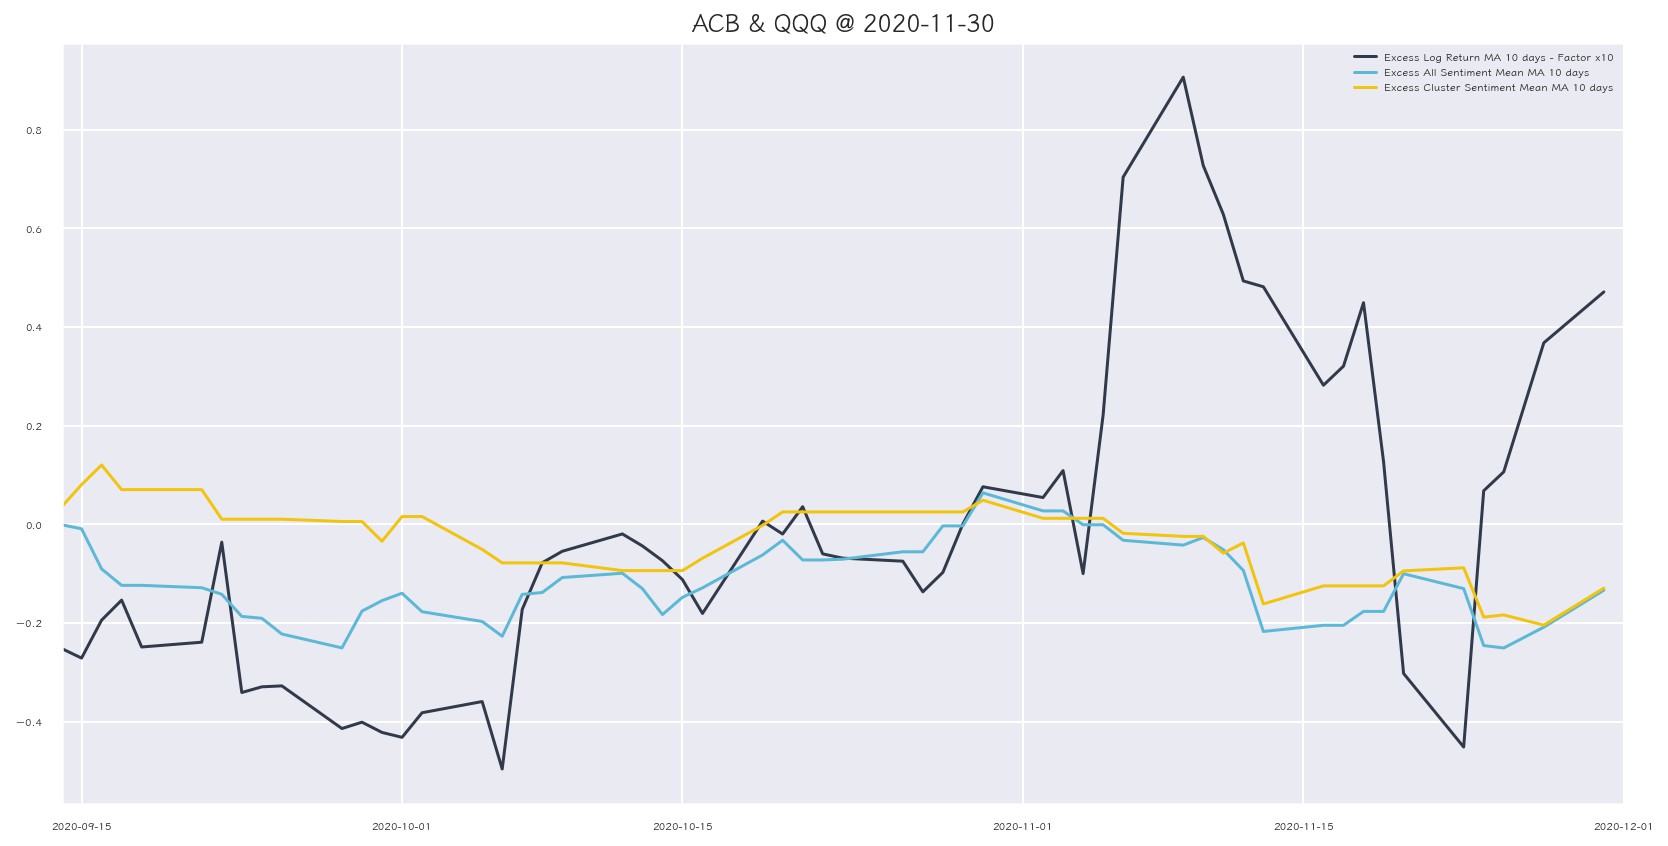 ACB & QQQ @ 2020-11-30
Excess Log Return MA 10 days - Factor x10
Excess All Sentiment Mean MA 10 days
Excess Cluster Sentiment Mean MA 10 days
0.8
0.6
0.4
0.2
0.0
−0.2
−0.4
2020-09-15 2020-10-01 2020-10-15 2020-11-01 2020-11-15 2020-12-01